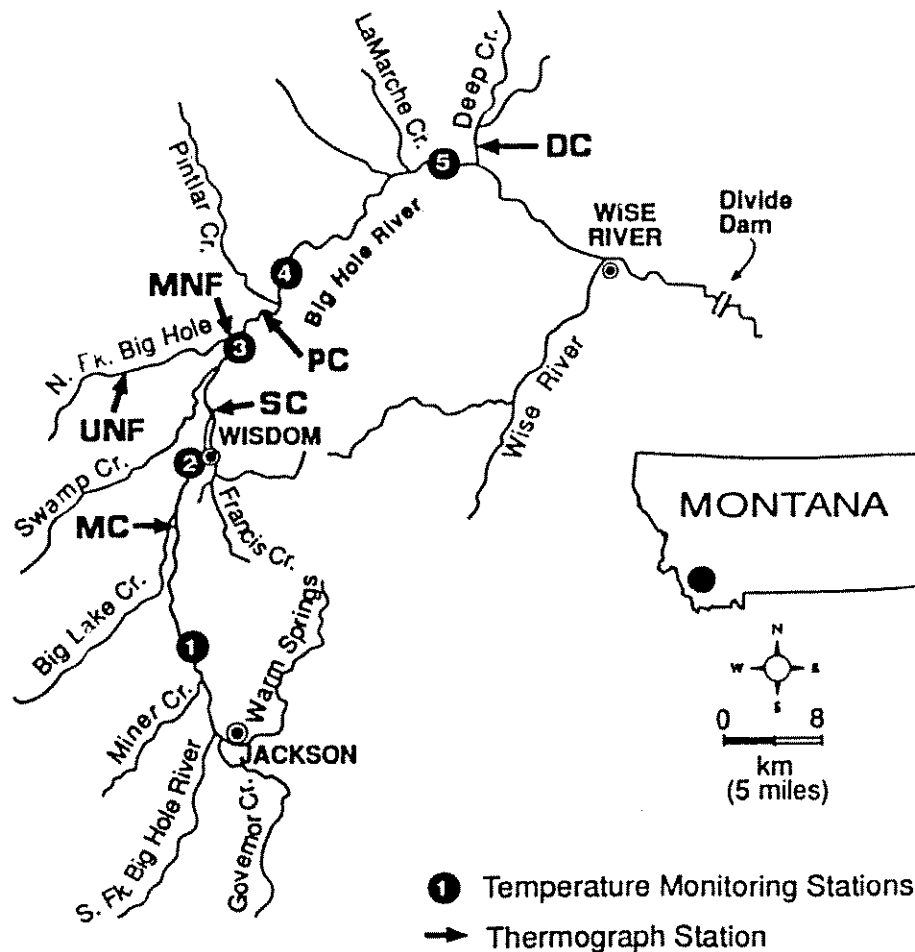 LaMarche Cr.
Deep Cr.
DC
5
Pintlar Cr.
Big Hole River
4
WISE
RIVER
Divide
Dam
MNF
N. Fk. Big Hole
3
PC
UNF
SC
WISDOM
2
Swamp Cr.
MC
Francis Cr.
Wise River
MONTANA
Big Lake Cr.
1
Warm Springs
Miner Cr.
JACKSON
S. Fk Big Hole River
Governor Cr.
N
W
E
S
0 8
km
(5 miles)
1 Temperature Monitoring Stations
Thermograph Station